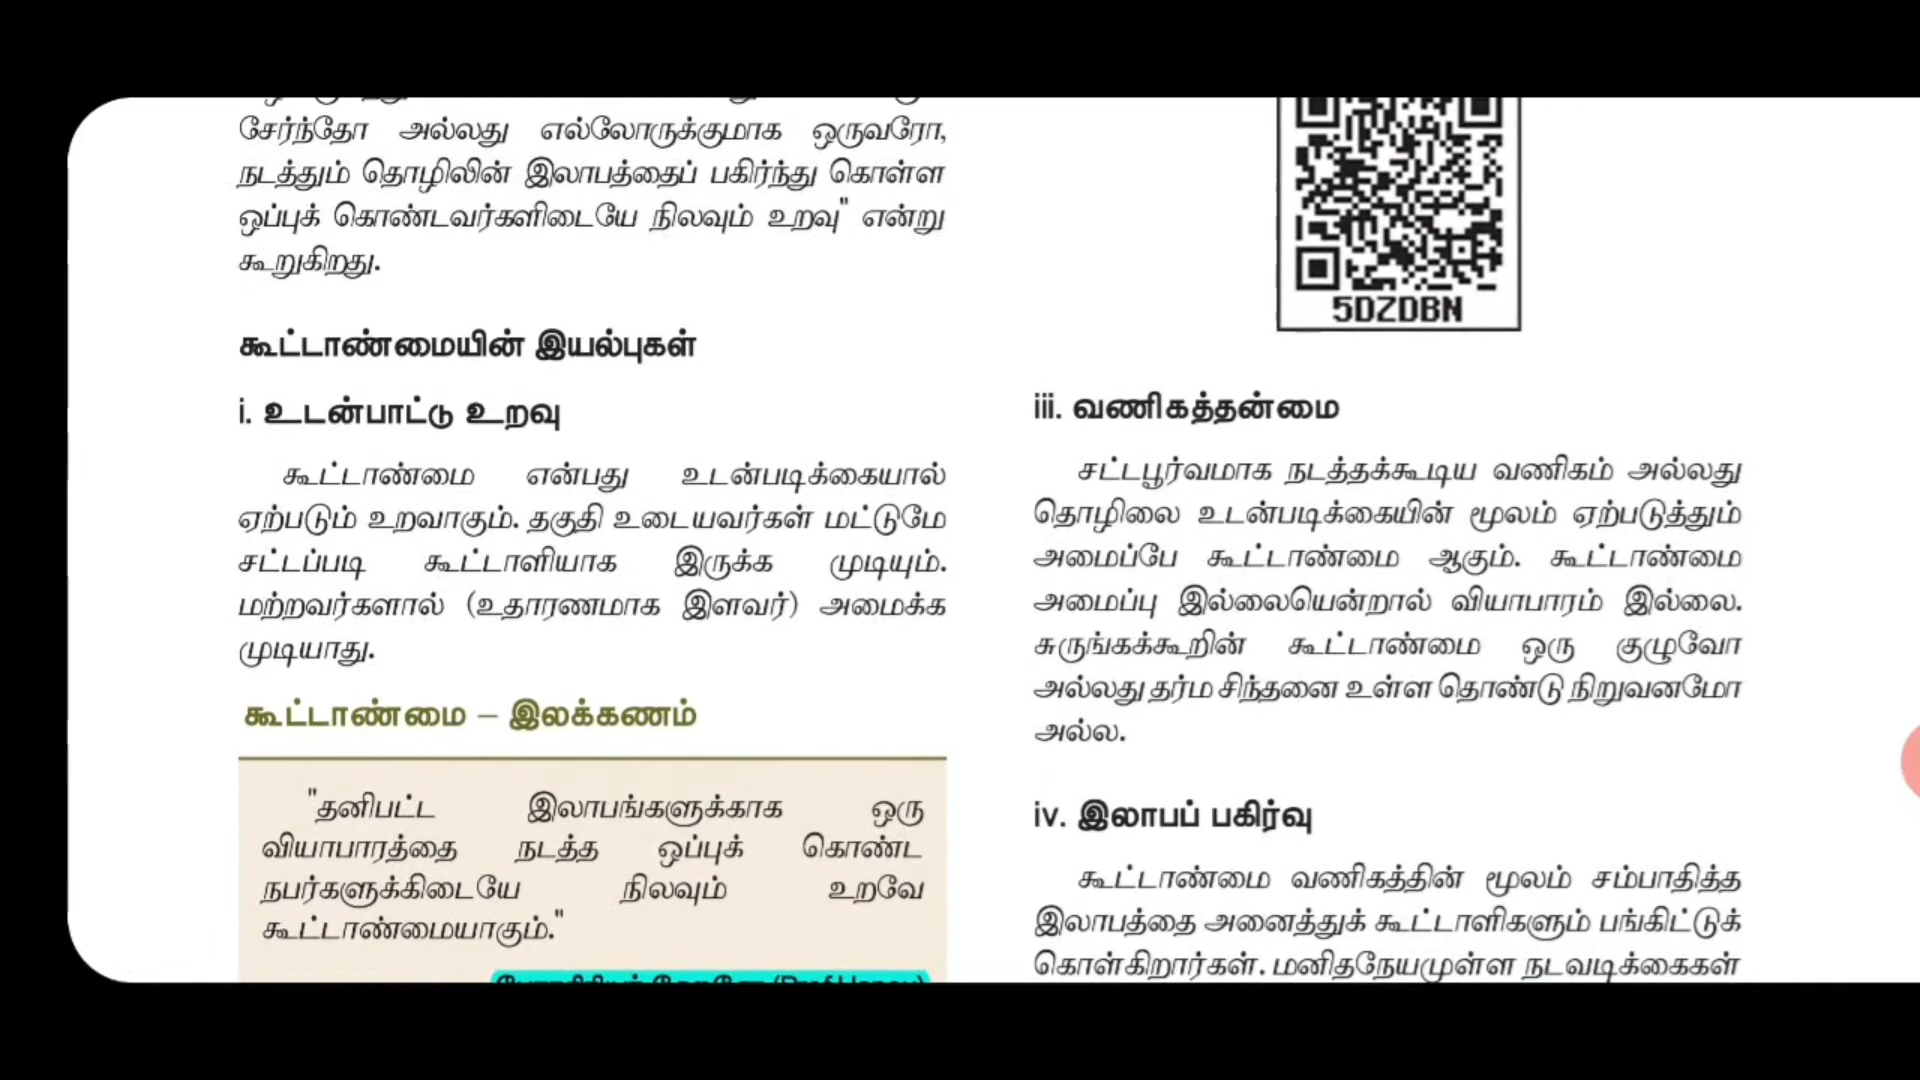 சேர்ந்தோ அல்லது எல்லோருக்குமாக ஒருவரோ,
நடத்தும் தொழிலின் இலாபத்தைப் பகிர்ந்து கொள்ள
ஒப்புக் கொண்டவர்களிடையே நிலவும் உறவு" என்று
கூறுகிறது.
கூட்டாண்மையின் இயல்புகள்
i. உடன்பாட்டு உறவு
கூட்டாண்மை என்பது உடன்படிக்கையால்
ஏற்படும் உறவாகும். தகுதி உடையவர்கள் மட்டுமே
சட்டப்படி கூட்டாளியாக இருக்க முடியும்.
மற்றவர்களால் (உதாரணமாக இளவர்) அமைக்க
முடியாது.
கூட்டாண்மை – இலக்கணம்
"தனிபட்ட இலாபங்களுக்காக ஒரு
வியாபாரத்தை நடத்த ஒப்புக் கொண்ட
நபர்களுக்கிடையே நிலவும் உறவே
கூட்டாண்மையாகும்."
5DZDBN
iii. வணிகத்தன்மை
சட்டபூர்வமாக நடத்தக்கூடிய வணிகம் அல்லது
தொழிலை உடன்படிக்கையின் மூலம் ஏற்படுத்தும்
அமைப்பே கூட்டாண்மை ஆகும். கூட்டாண்மை
அமைப்பு இல்லையென்றால் வியாபாரம் இல்லை.
சுருங்கக்கூறின் கூட்டாண்மை ஒரு குழுவோ
அல்லது தர்ம சிந்தனை உள்ள தொண்டு நிறுவனமோ
அல்ல.
iv. இலாபப் பகிர்வு
கூட்டாண்மை வணிகத்தின் மூலம் சம்பாதித்த
இலாபத்தை அனைத்துக் கூட்டாளிகளும் பங்கிட்டுக்
கொள்கிறார்கள். மனிதநேயமுள்ள நடவடிக்கைகள்